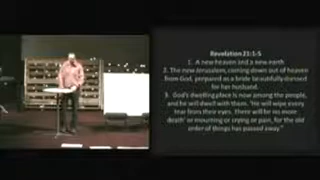 Revelation 21:1-5
1. A new heaven and a new earth
2. The new Jerusalem, coming down out of heaven
from God, prepared as a bride beautifully dressed
for her husband.
3. God's dwelling place is now among the people,
and he will dwell with them. 'He will wipe every
tear from their eyes. There will be no more
death' or mourning or crying or pain, for the old
order of things has passed away."